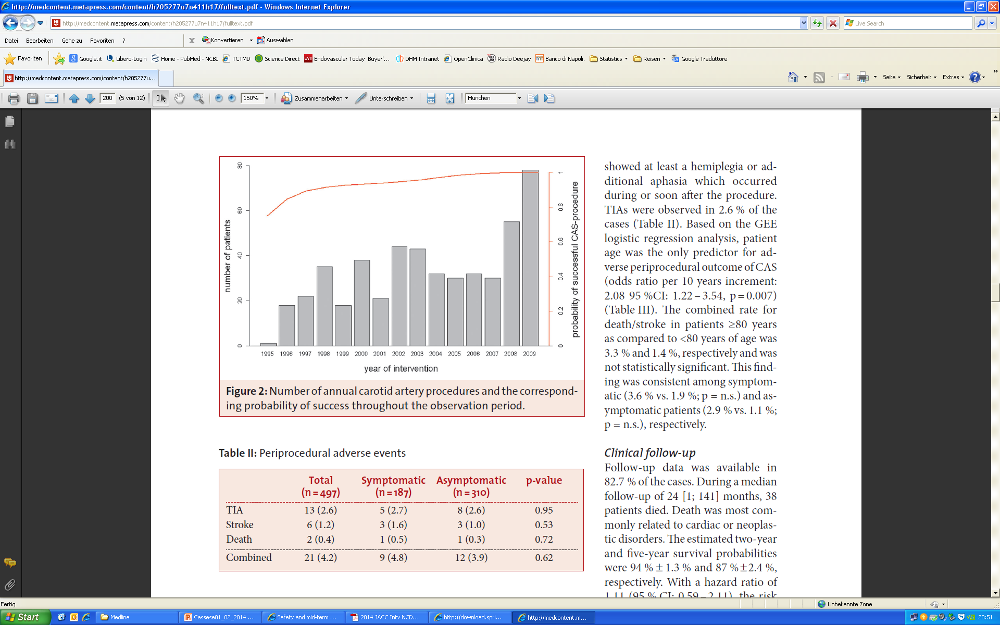 http://medcontent.metapress.com/content/h205277u7n411h17/fulltext.pdf - Windows Internet Explorer
http://medcontent.metapress.com/content/h205277u7n411h17/fulltext.pdf
Live Search
Datei Bearbeiten Gehe zu Favoriten ? X Konvertieren Auswählen
Favoriten Google.it Libero-Login Home - PubMed - NCBI TCTMD Science Direct EVT Endovascular Today Buyer'... DHM Intranet OpenClinica Radio Deejay Banco di Napoli. Statistics Reisen Google Traduttore
http://medcontent.metapress.com/content/h205277u... Seite Sicherheit Extras
200 (5 von 12) 150% Zusammenarbeiten Unterschreiben Munchen
80
60
40
20
0
number of patients
1
0.8
0.6
0.4
0.2
0
probability of successful CAS-procedure
1995 1996 1997 1998 1999 2000 2001 2002 2003 2004 2005 2006 2007 2008 2009
year of intervention
Figure 2: Number of annual carotid artery procedures and the correspond-
ing probability of success throughout the observation period.
Table II: Periprocedural adverse events
Total Symptomatic Asymptomatic p-value
(n = 497) (n = 187) (n = 310)
TIA 13 (2.6) 5 (2.7) 8 (2.6) 0.95
Stroke 6 (1.2) 3 (1.6) 3 (1.0) 0.53
Death 2 (0.4) 1 (0.5) 1 (0.3) 0.72
Combined 21 (4.2) 9 (4.8) 12 (3.9) 0.62
showed at least a hemiplegia or ad-
ditional aphasia which occurred
during or soon after the procedure.
TIAs were observed in 2.6 % of the
cases (Table II). Based on the GEE
logistic regression analysis, patient
age was the only predictor for ad-
verse periprocedural outcome of CAS
(odds ratio per 10 years increment:
2.08 95 %CI: 1.22 – 3.54, p = 0.007)
(Table III). The combined rate for
death/stroke in patients ≥80 years
as compared to <80 years of age was
3.3 % and 1.4 %, respectively and was
not statistically significant. This find-
ing was consistent among symptom-
atic (3.6 % vs. 1.9 %; p = n.s.) and as-
ymptomatic patients (2.9 % vs. 1.1 %;
p = n.s.), respectively.
Clinical follow-up
Follow-up data was available in
82.7 % of the cases. During a median
follow-up of 24 [1; 141] months, 38
patients died. Death was most com-
monly related to cardiac or neoplas-
tic disorders. The estimated two-year
and five-year survival probabilities
were 94 % ± 1.3 % and 87 % ± 2.4 %,
respectively. With a hazard ratio of
1.11 (95 % CI: 0.59 – 2.11), the risk
Fertig Unbekannte Zone
Start Medline Cassese01_02_2014 ... Safety and mid-term ... 2014 JACC Intv NCD... http://download.spri... http://medcontent.m... 20:51